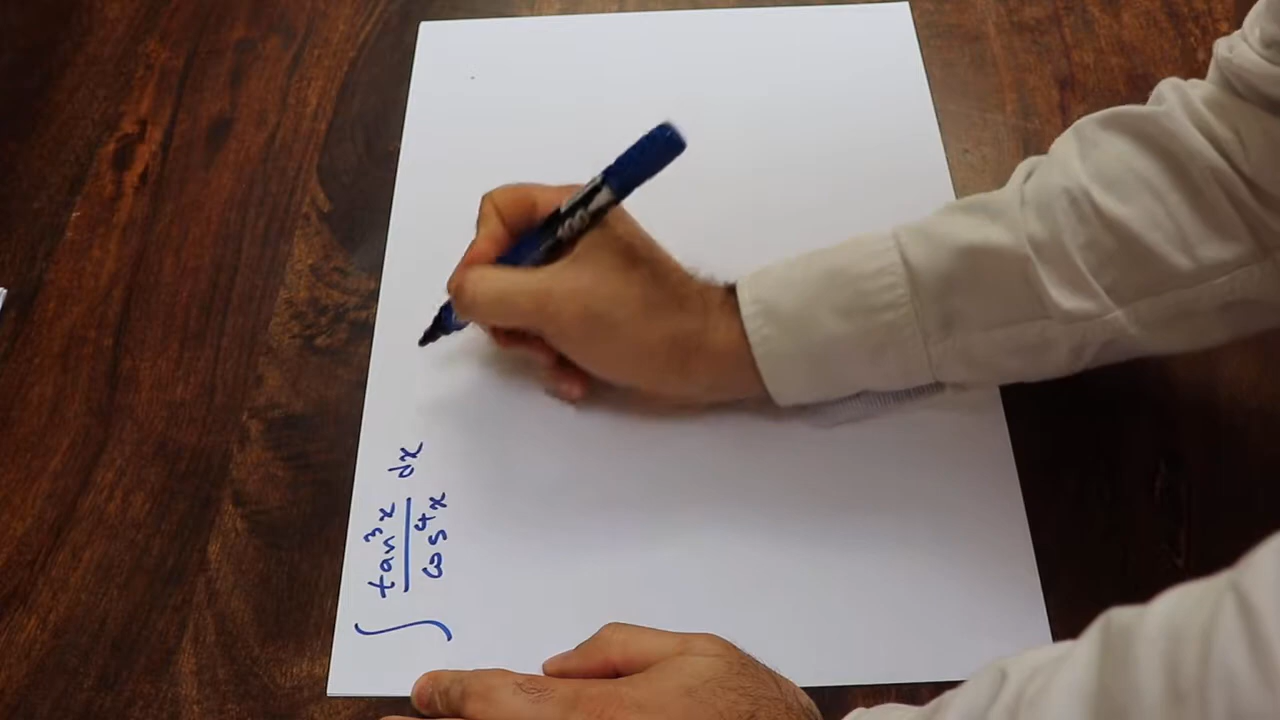 ∫ tan³x / cos⁴x dx